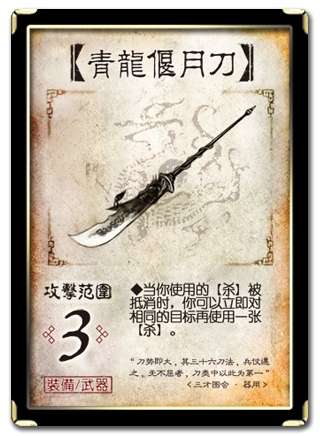 【青龍偃月刀】
攻擊范圍
3
◆当你使用的【杀】被
抵消时，你可以立即对
相同的目标再使用一张
【杀】。
“刀势即大，其三十六刀法，兵仗遇
之，无不屈者，刀类中以此为第一”
《三才图会·器用》
装備/武器